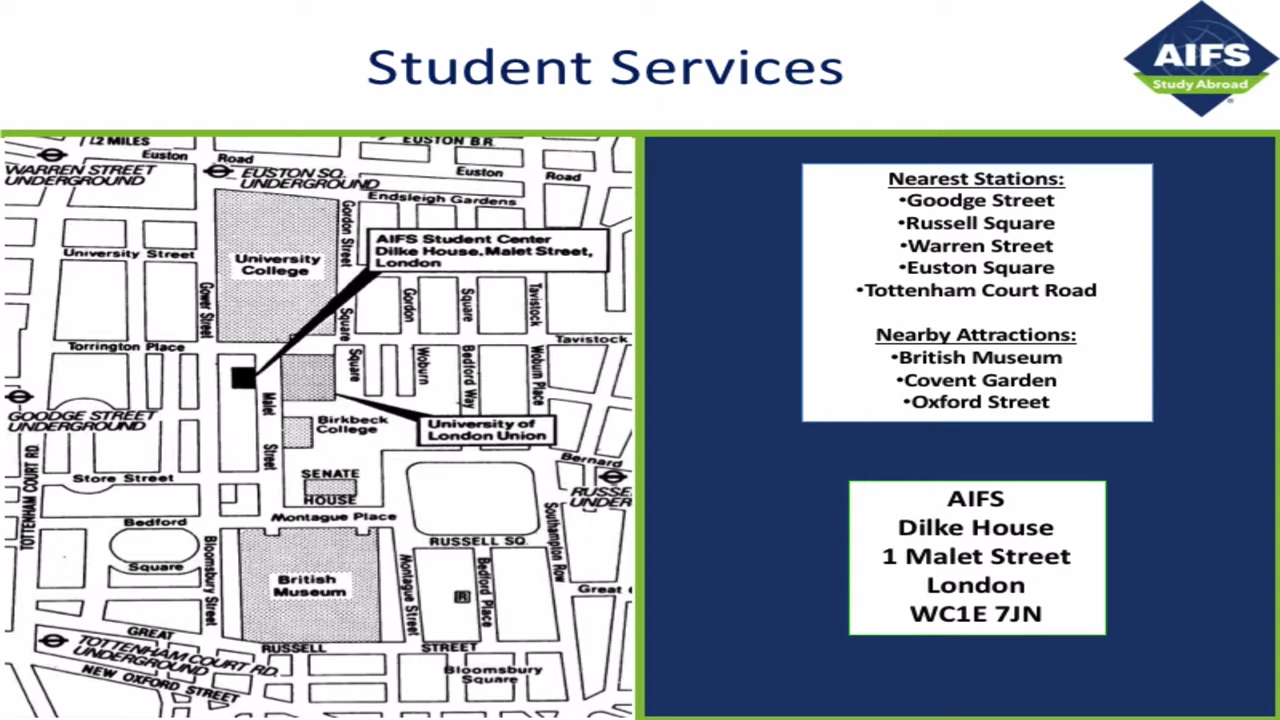 Student Services
AIFS
Study Abroad
2 MILES
EUSTON B.R.
Euston
Road
Euston
Road
WARREN STREET
UNDERGROUND
EUSTON SQ.
UNDERGROUND
Endsleigh Gardens
Gordon Street
AIFS Student Center
Dilke House, Malet Street,
London
University Street
University
College
Gower Street
Square
Gordon
Square
Tavistock
Torrington Place
Tavistock
Square
Woburn
Bedford Way
Woburn Place
Malet
Street
GOODGE STREET
UNDERGROUND
Birkbeck
College
University of
London Union
TOTTENHAM COURT RD.
Bernard
Store Street
SENATE
HOUSE
RUSSE
UNDER
Bedford
Square
Montague Place
RUSSELL SQ.
Southampton Row
Bloomsbury Street
British
Museum
Montague Street
Bedford Place
Great
GREAT
RUSSELL
STREET
TOTTENHAM COURT RD.
UNDERGROUND
NEW OXFORD STREET
Bloomsbury
Square
Nearest Stations:
•Goodge Street
•Russell Square
•Warren Street
•Euston Square
•Tottenham Court Road
Nearby Attractions:
•British Museum
•Covent Garden
•Oxford Street
AIFS
Dilke House
1 Malet Street
London
WC1E 7JN